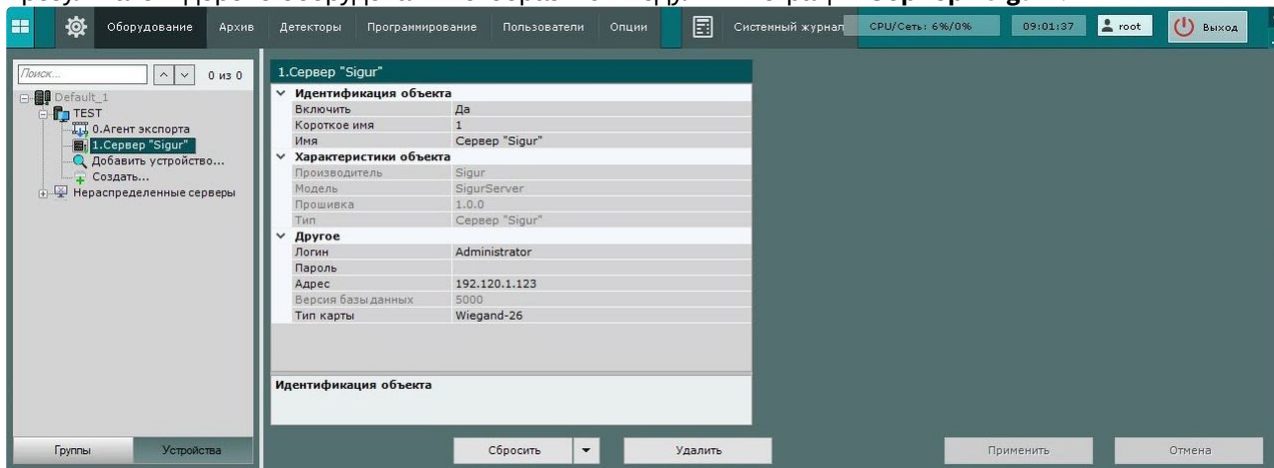 Оборудование Архив Детекторы Программирование Пользователи Опции Системный журнал CPU/Сеть: 6%/0% 09:01:37 root Выход
Поиск... 0 из 0
Default_1
TEST
0.Агент экспорта
1.Сервер "Sigur"
Добавить устройство...
Создать...
Нераспределенные серверы
Группы Устройства
1.Сервер "Sigur"
Идентификация объекта
Включить Да
Короткое имя 1
Имя Сервер "Sigur"
Характеристики объекта
Производитель Sigur
Модель SigurServer
Прошивка 1.0.0
Тип Сервер "Sigur"
Другое
Логин Administrator
Пароль
Адрес 192.120.1.123
Версия базы данных 5000
Тип карты Wiegand-26
Идентификация объекта
Сбросить Удалить Применить Отмена